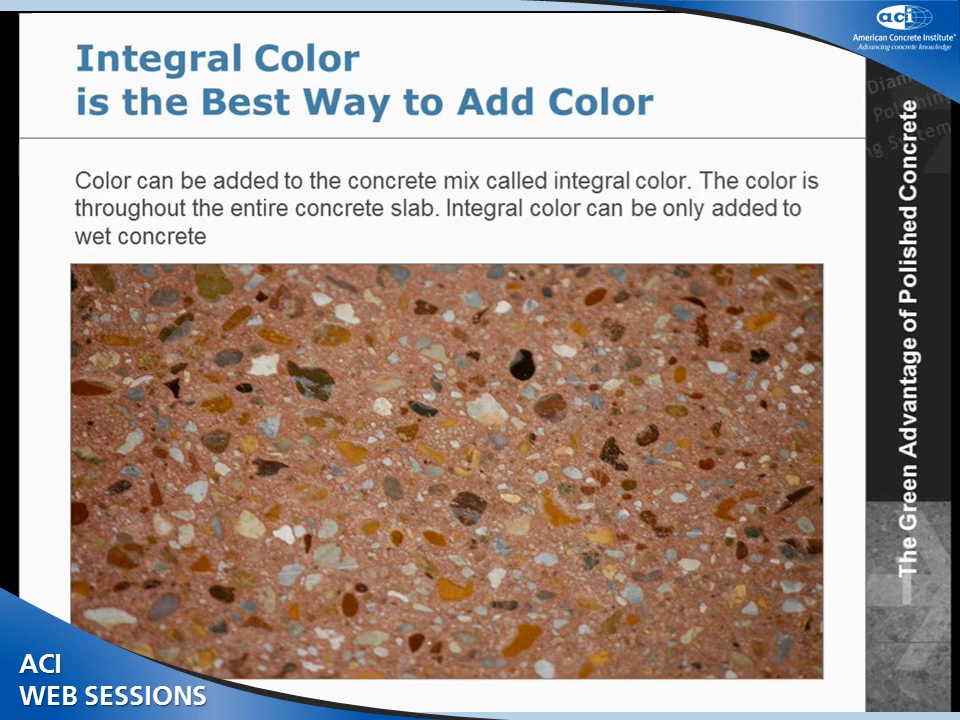 Integral Color
is the Best Way to Add Color
Color can be added to the concrete mix called integral color. The color is
throughout the entire concrete slab. Integral color can be only added to
wet concrete
aci
American Concrete Institute®
Advancing concrete knowledge
The Green Advantage of Polished Concrete
ACI
WEB SESSIONS